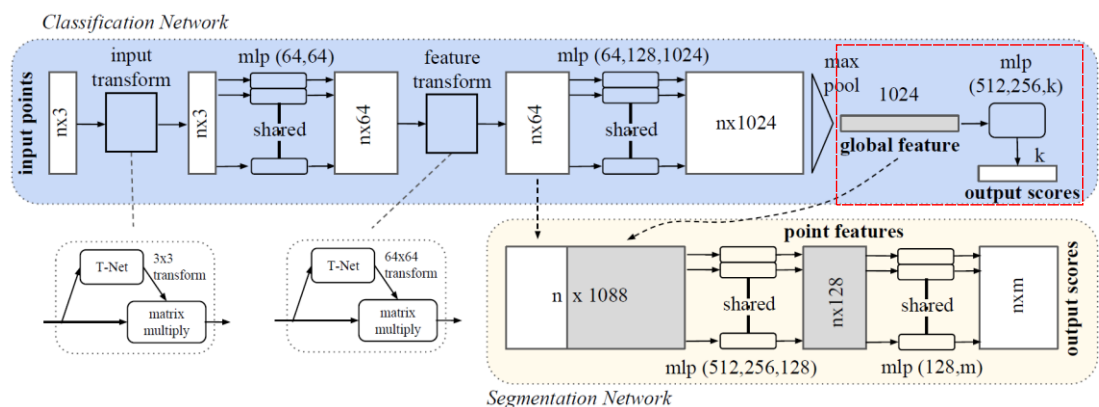 Classification Network
input points
nx3
input
transform
nx3
mlp (64,64)
shared
nx64
feature
transform
nx64
mlp (64,128,1024)
shared
nx1024
max
pool
1024
global feature
mlp
(512,256,k)
k
output scores
T-Net
3x3
transform
matrix
multiply
T-Net
64x64
transform
matrix
multiply
point features
n x 1088
shared
mlp (512,256,128)
nx128
shared
mlp (128,m)
nxm
output scores
Segmentation Network